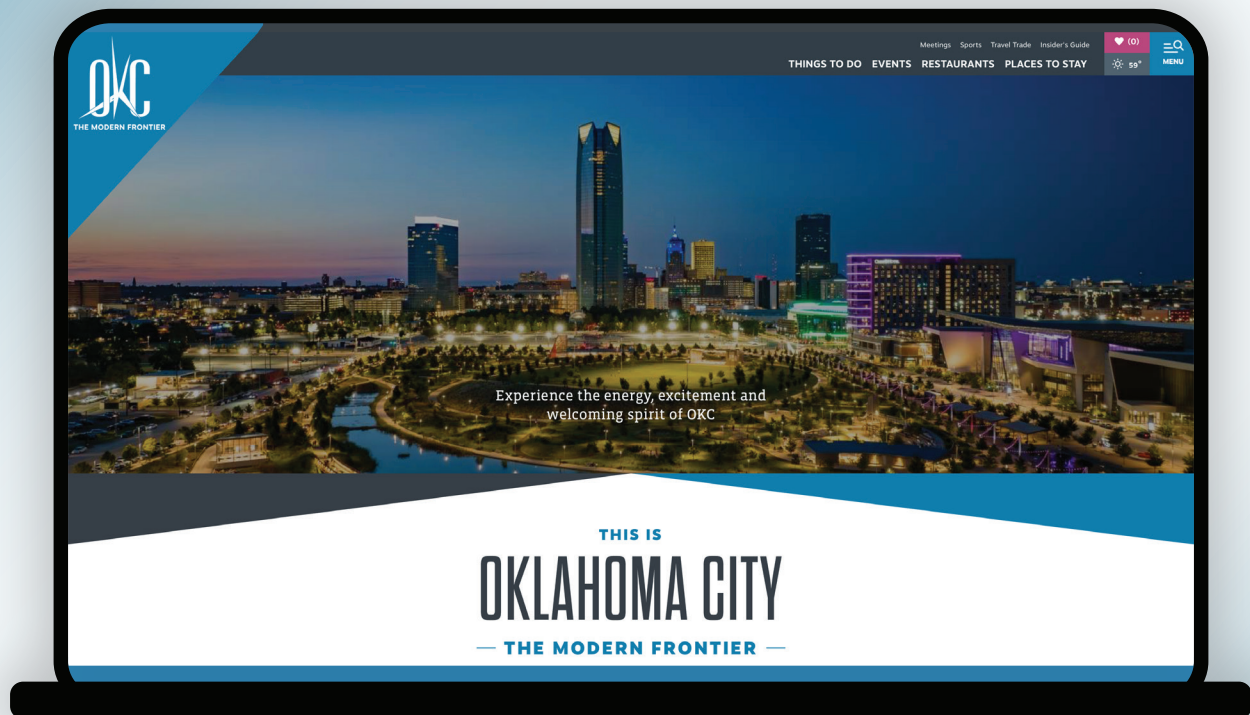 OKC
THE MODERN FRONTIER
Meetings Sports Travel Trade Insider's Guide
THINGS TO DO EVENTS RESTAURANTS PLACES TO STAY
(0)
59°
MENU
Experience the energy, excitement and
welcoming spirit of OKC
THIS IS
OKLAHOMA CITY
— THE MODERN FRONTIER —